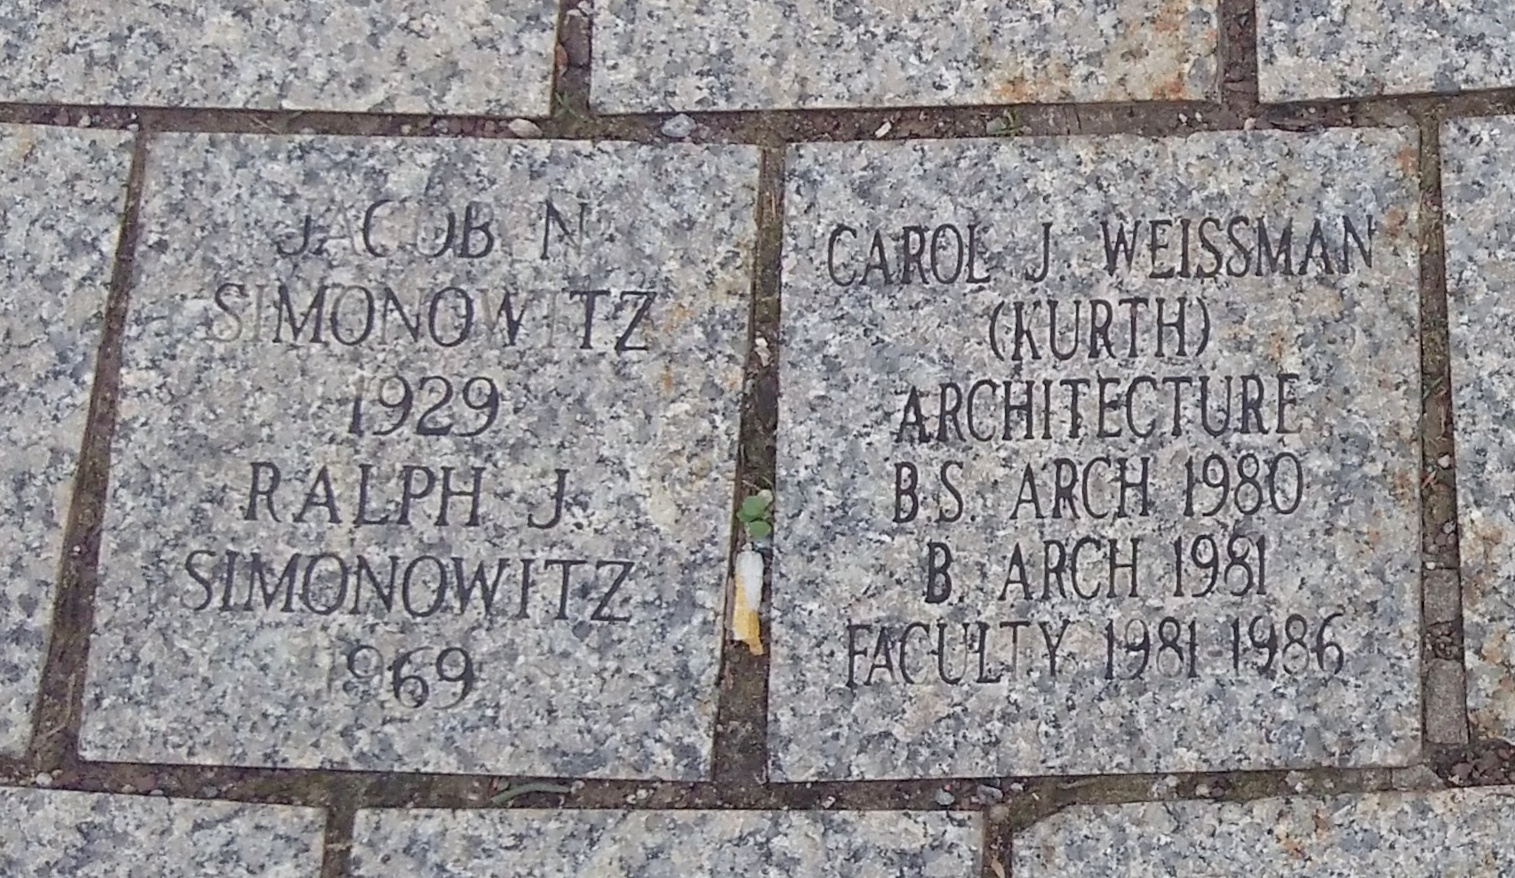 JACOB N
SIMONOWITZ
1929
RALPH J.
SIMONOWITZ
1969
CAROL J. WEISSMAN
(KURTH)
ARCHITECTURE
B.S. ARCH 1980
B. ARCH 1981
FACULTY 1981-1986